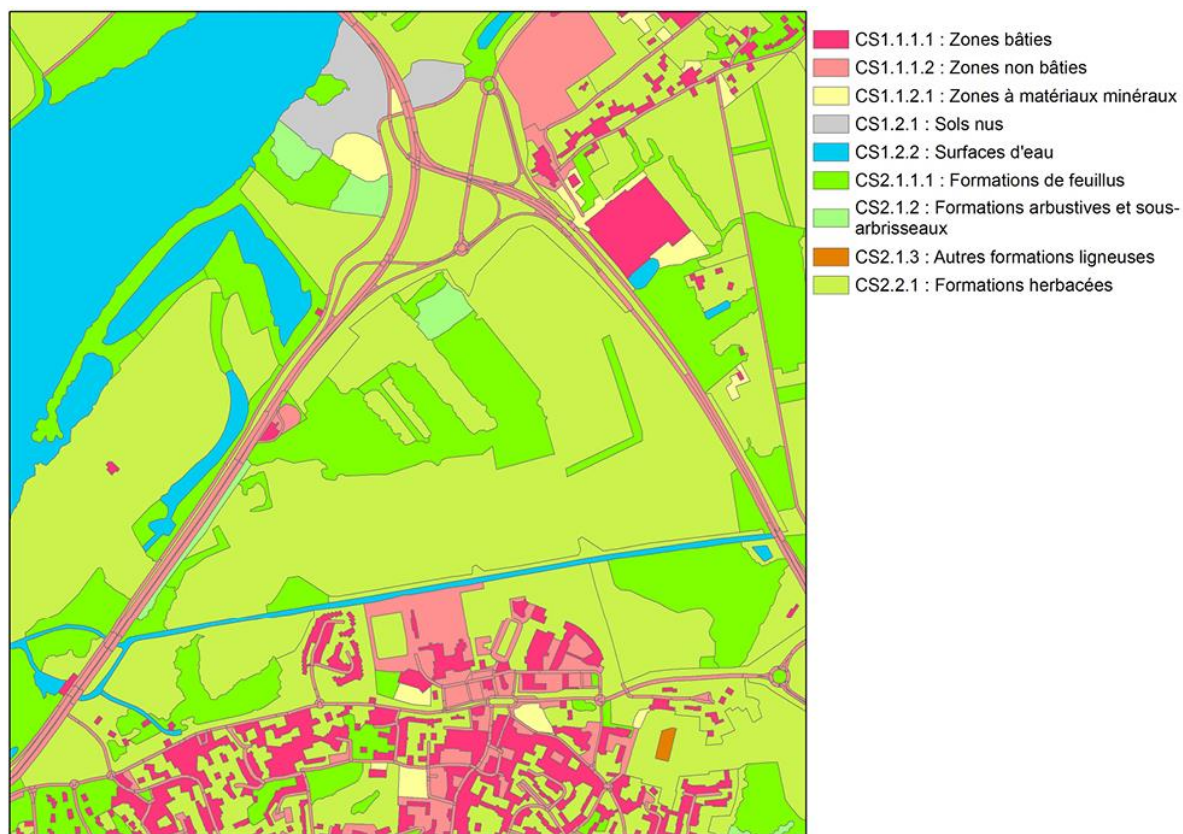 CS1.1.1.1 : Zones bâties
CS1.1.1.2 : Zones non bâties
CS1.1.2.1 : Zones à matériaux minéraux
CS1.2.1 : Sols nus
CS1.2.2 : Surfaces d'eau
CS2.1.1.1 : Formations de feuillus
CS2.1.2 : Formations arbustives et sous-
arbrisseaux
CS2.1.3 : Autres formations ligneuses
CS2.2.1 : Formations herbacées